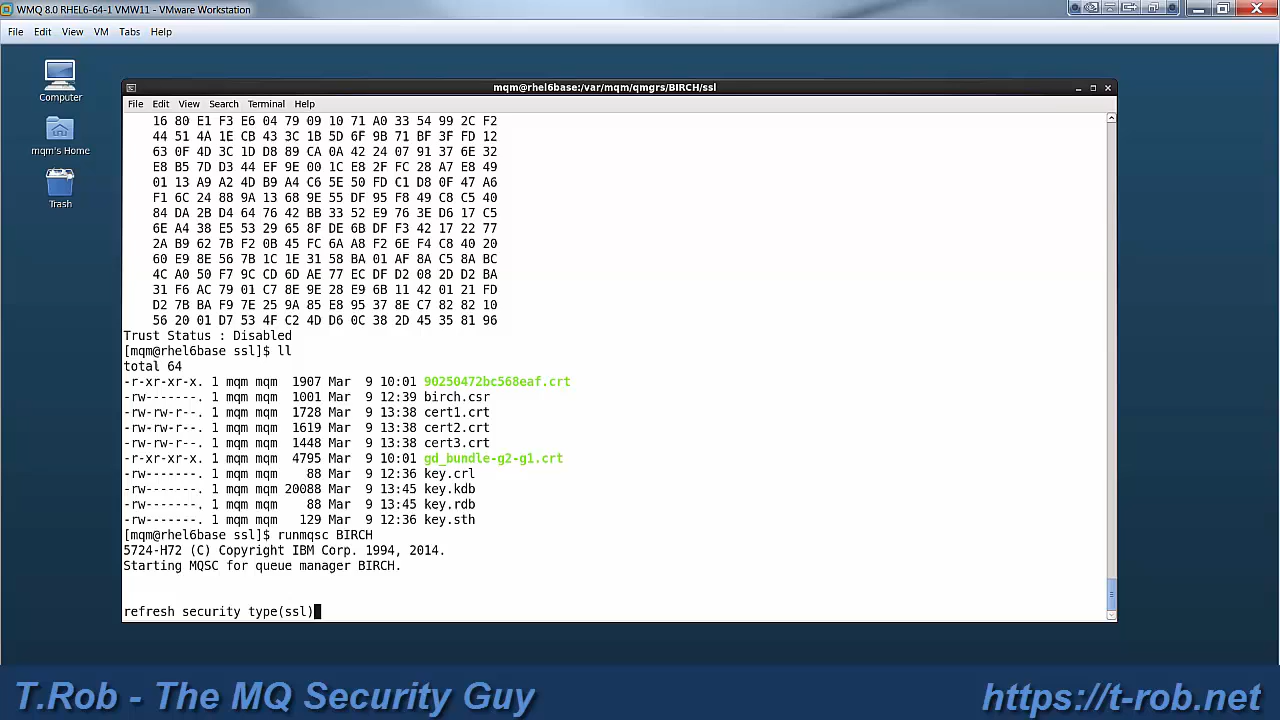 WMQ 8.0 RHEL6-64-1 VMW11 - VMware Workstation
File Edit View VM Tabs Help
Computer
mqm's Home
Trash
mqm@rhel6base:/var/mqm/qmgrs/BIRCH/ssl
File Edit View Search Terminal Help
16 80 E1 F3 E6 04 79 09 10 71 A0 33 54 99 2C F2
44 51 4A 1E CB 43 3C 1B 5D 6F 9B 71 BF 3F FD 12
63 0F 4D 3C 1D D8 89 CA 0A 42 24 07 91 37 6E 32
E8 B5 7D D3 44 EF 9E 00 1C E8 2F FC 28 A7 E8 49
01 13 A9 A2 4D B9 A4 C6 5E 50 FD C1 D8 0F 47 A6
F1 6C 24 88 9A 13 68 9E 55 DF 95 F8 49 C8 C5 40
84 DA 2B D4 64 76 42 BB 33 52 E9 76 3E D6 17 C5
6E A4 38 E5 53 29 65 8F DE 6B DF F3 42 17 22 77
2A B9 62 7B F2 0B 45 FC 6A A8 F2 6E F4 C8 40 20
60 E9 8E 56 7B 1C 1E 31 58 BA 01 AF 8A C5 8A BC
4C A0 50 F7 9C CD 6D AE 77 EC DF D2 08 2D D2 BA
31 F6 AC 79 01 C7 8E 9E 28 E9 6B 11 42 01 21 FD
D2 7B BA F9 7E 25 9A 85 E8 95 37 8E C7 82 82 10
56 20 01 D7 53 4F C2 4D D6 0C 38 2D 45 35 81 96
Trust Status : Disabled
[mqm@rhel6base ssl]$ ll
total 64
-r-xr-xr-x. 1 mqm mqm 1907 Mar 9 10:01 90250472bc568eaf.crt
-rw-------. 1 mqm mqm 1001 Mar 9 12:39 birch.csr
-rw-rw-r--. 1 mqm mqm 1728 Mar 9 13:38 cert1.crt
-rw-rw-r--. 1 mqm mqm 1619 Mar 9 13:38 cert2.crt
-rw-rw-r--. 1 mqm mqm 1448 Mar 9 13:38 cert3.crt
-r-xr-xr-x. 1 mqm mqm 4795 Mar 9 10:01 gd_bundle-g2-g1.crt
-rw-------. 1 mqm mqm 88 Mar 9 12:36 key.crl
-rw-------. 1 mqm mqm 20088 Mar 9 13:45 key.kdb
-rw-------. 1 mqm mqm 88 Mar 9 13:45 key.rdb
-rw-------. 1 mqm mqm 129 Mar 9 12:36 key.sth
[mqm@rhel6base ssl]$ runmqsc BIRCH
5724-H72 (C) Copyright IBM Corp. 1994, 2014.
Starting MQSC for queue manager BIRCH.
refresh security type(ssl)
T.Rob - The MQ Security Guy
https://t-rob.net